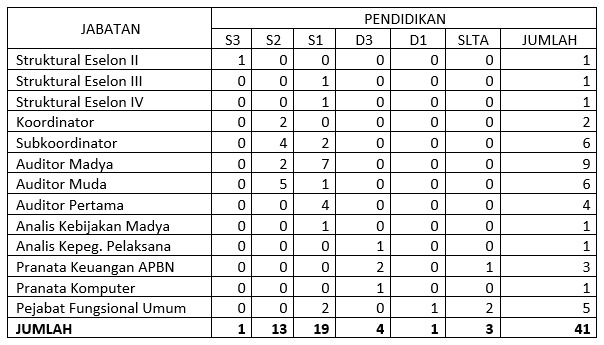 JABATAN PENDIDIKAN
S3 S2 S1 D3 D1 SLTA JUMLAH
Struktural Eselon II 1 0 0 0 0 0 1
Struktural Eselon III 0 0 1 0 0 0 1
Struktural Eselon IV 0 0 1 0 0 0 1
Koordinator 0 2 0 0 0 0 2
Subkoordinator 0 4 2 0 0 0 6
Auditor Madya 0 2 7 0 0 0 9
Auditor Muda 0 5 1 0 0 0 6
Auditor Pertama 0 0 4 0 0 0 4
Analis Kebijakan Madya 0 0 1 0 0 0 1
Analis Kepeg. Pelaksana 0 0 0 1 0 0 1
Pranata Keuangan APBN 0 0 0 2 0 1 3
Pranata Komputer 0 0 0 1 0 0 1
Pejabat Fungsional Umum 0 0 2 0 1 2 5
JUMLAH 1 13 19 4 1 3 41